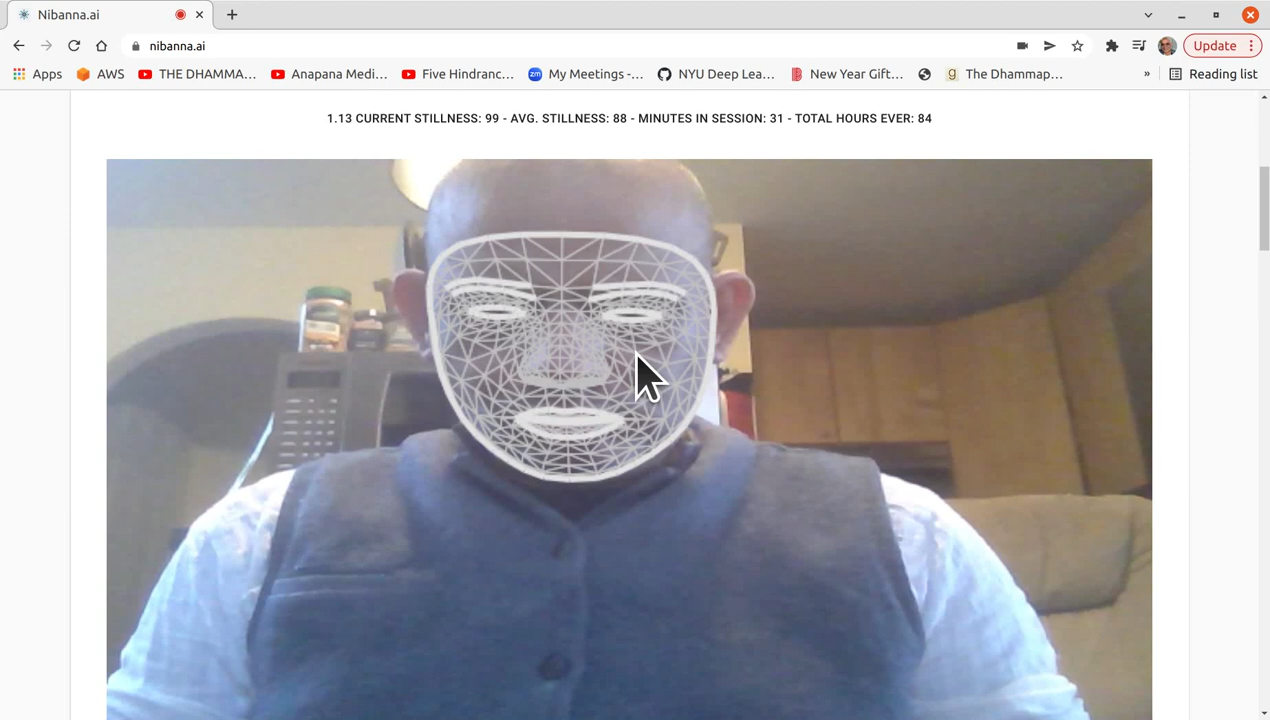 Nibanna.ai
nibanna.ai
Update
Apps
AWS
THE DHAMMA...
Anapana Medi...
Five Hindranc...
My Meetings -...
NYU Deep Lea...
New Year Gift...
The Dhammap...
»
Reading list
1.13 CURRENT STILLNESS: 99 - AVG. STILLNESS: 88 - MINUTES IN SESSION: 31 - TOTAL HOURS EVER: 84